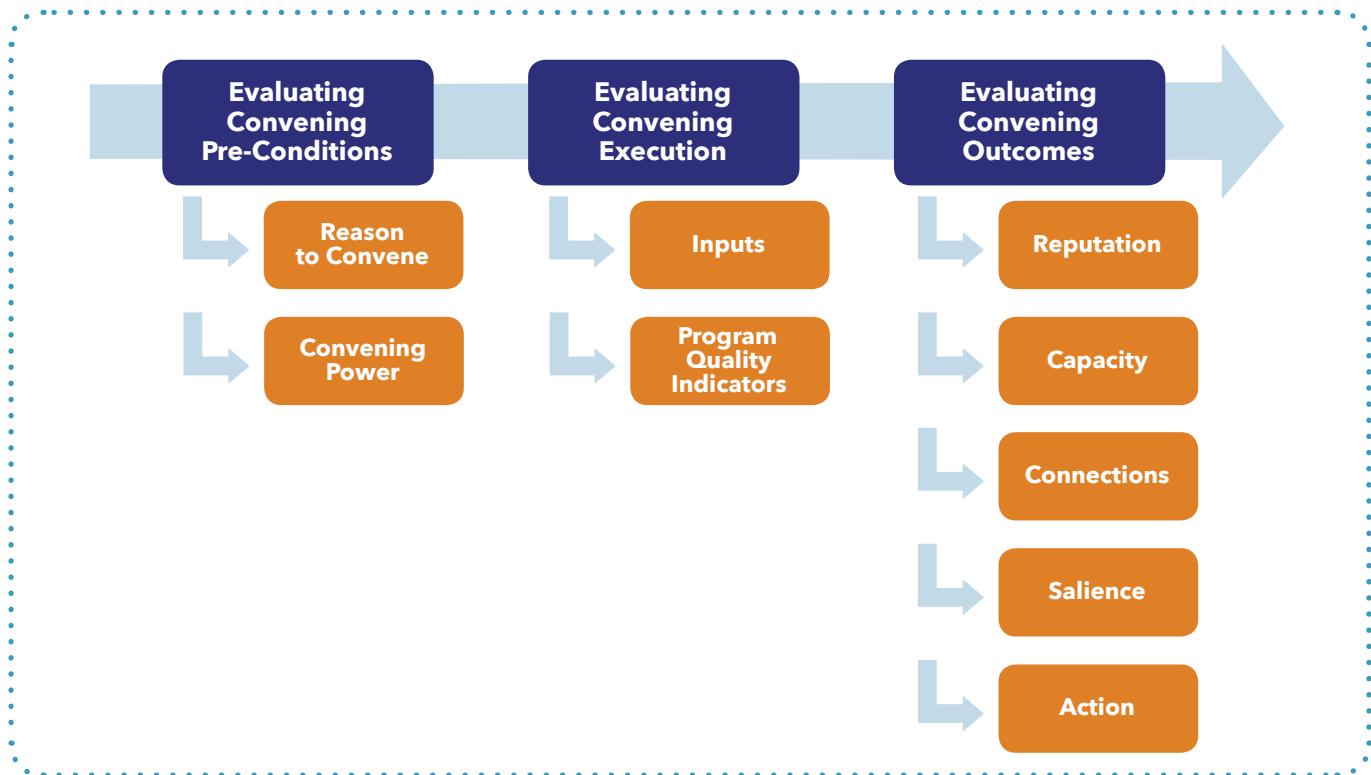 Evaluating
Convening
Pre-Conditions
Reason
to Convene
Convening
Power
Evaluating
Convening
Execution
Inputs
Program
Quality
Indicators
Evaluating
Convening
Outcomes
Reputation
Capacity
Connections
Salience
Action